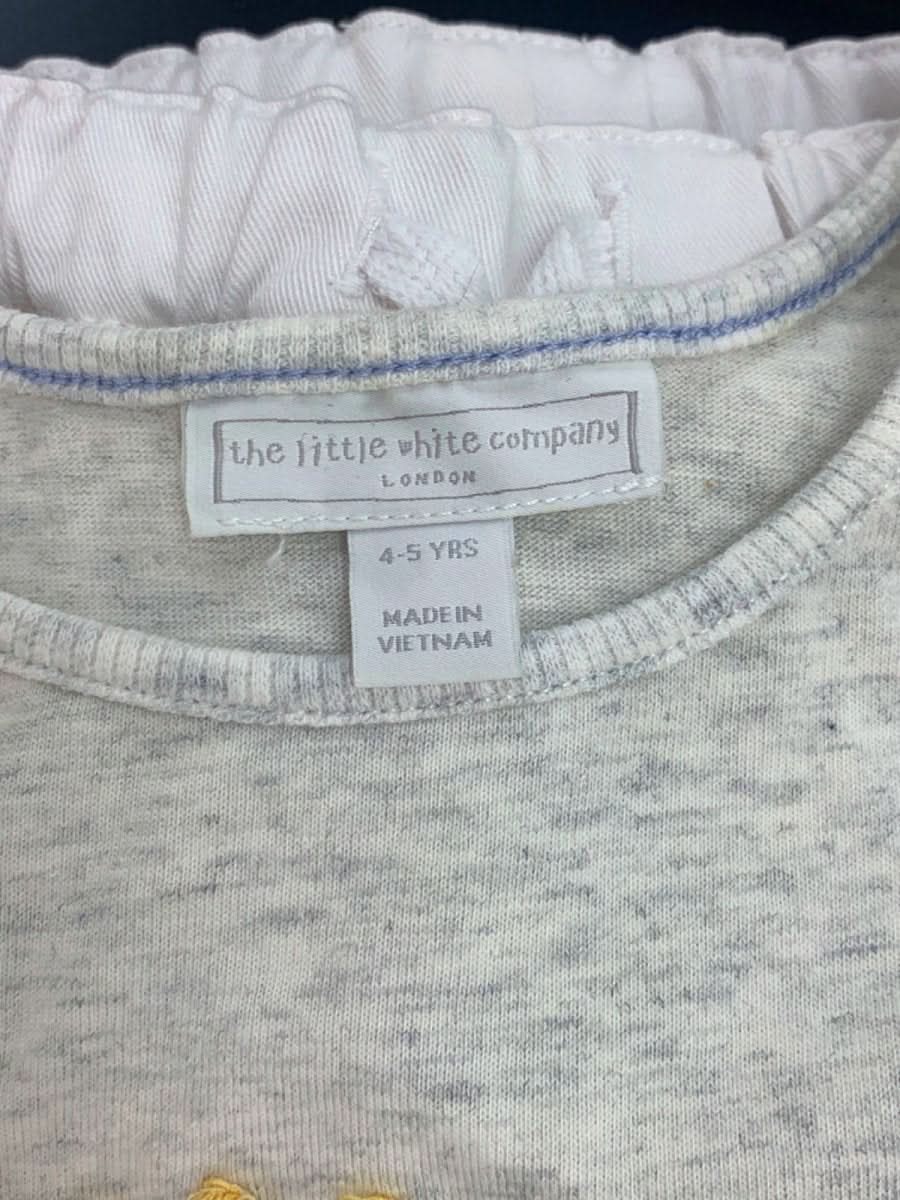 the little white company
LONDON
4-5 YRS
MADE IN
VIETNAM